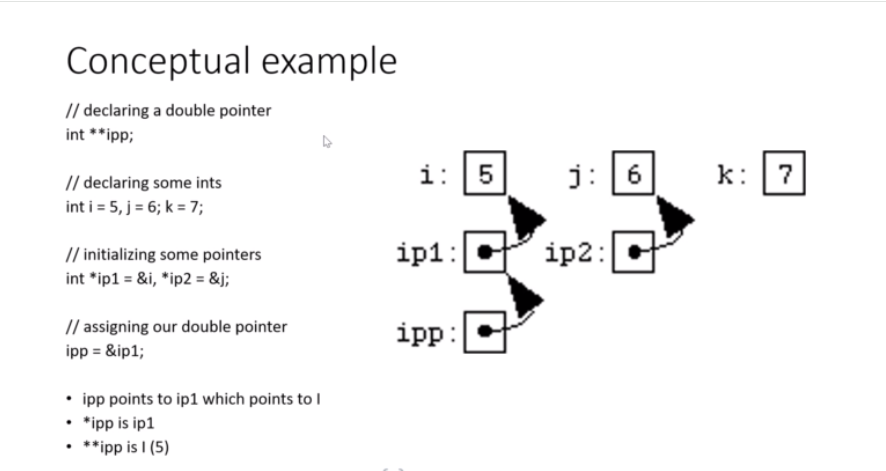 Conceptual example
// declaring a double pointer
int **ipp;
// declaring some ints
int i = 5, j = 6; k = 7;
// initializing some pointers
int *ip1 = &i, *ip2 = &j;
// assigning our double pointer
ipp = &ip1;
• ipp points to ip1 which points to I
• *ipp is ip1
• **ipp is I (5)
i: 5 j: 6 k: 7
ip1: ip2:
ipp: